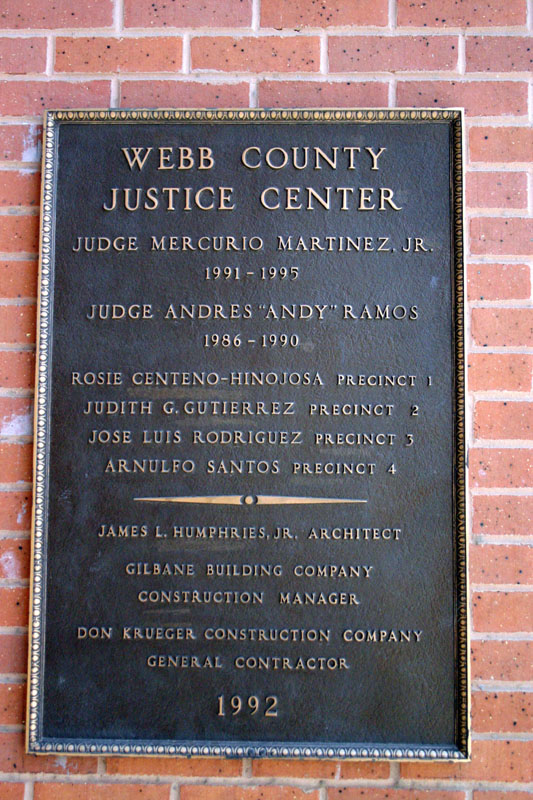 WEBB COUNTY
JUSTICE CENTER
JUDGE MERCURIO MARTINEZ, JR.
1991 - 1995
JUDGE ANDRES "ANDY" RAMOS
1986 - 1990
ROSIE CENTENO-HINOJOSA PRECINCT 1
JUDITH G. GUTIERREZ PRECINCT 2
JOSE LUIS RODRIGUEZ PRECINCT 3
ARNULFO SANTOS PRECINCT 4
JAMES L. HUMPHRIES, JR. ARCHITECT
GILBANE BUILDING COMPANY
CONSTRUCTION MANAGER
DON KRUEGER CONSTRUCTION COMPANY
GENERAL CONTRACTOR
1992